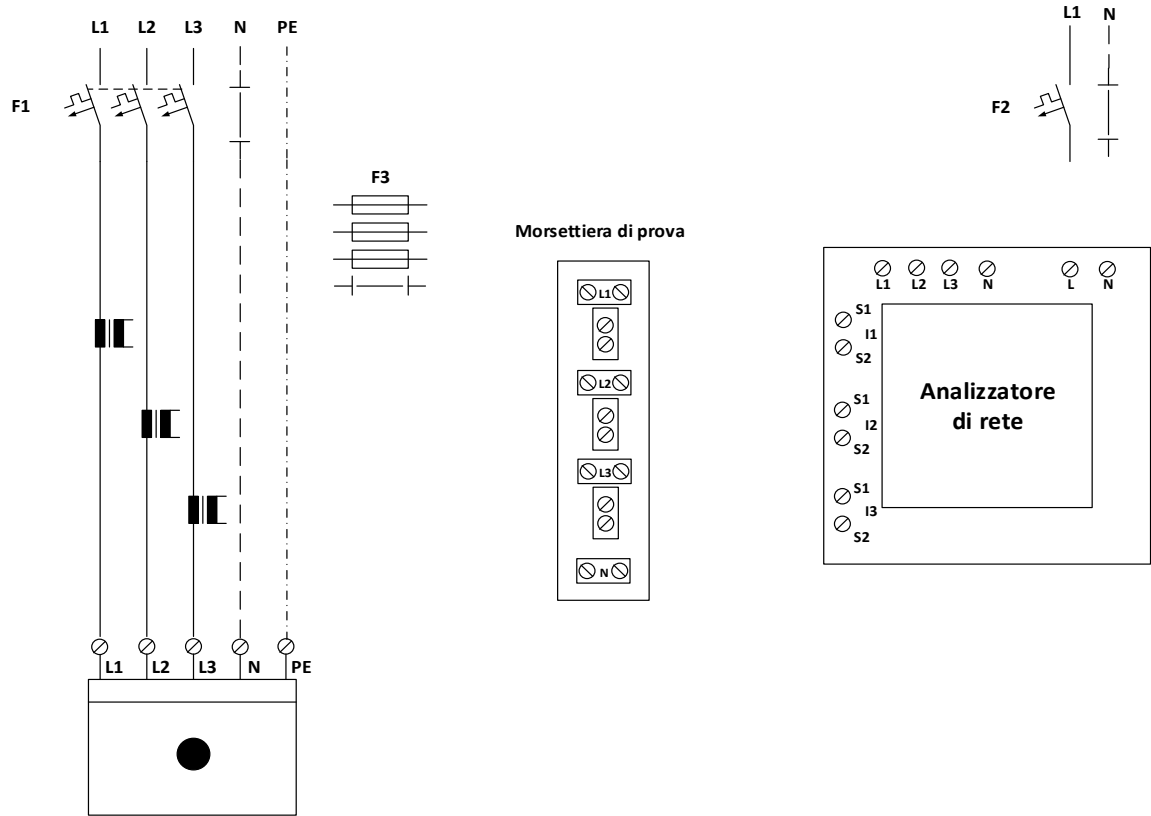 L1 L2 L3 N PE
L1 N
F1
F2
F3
Morsettiera di prova
L1
L2
L3
N
L1 L2 L3 N L N
S1
I1
S2
S1
I2
S2
S1
I3
S2
Analizzatore
di rete
L1 L2 L3 N PE